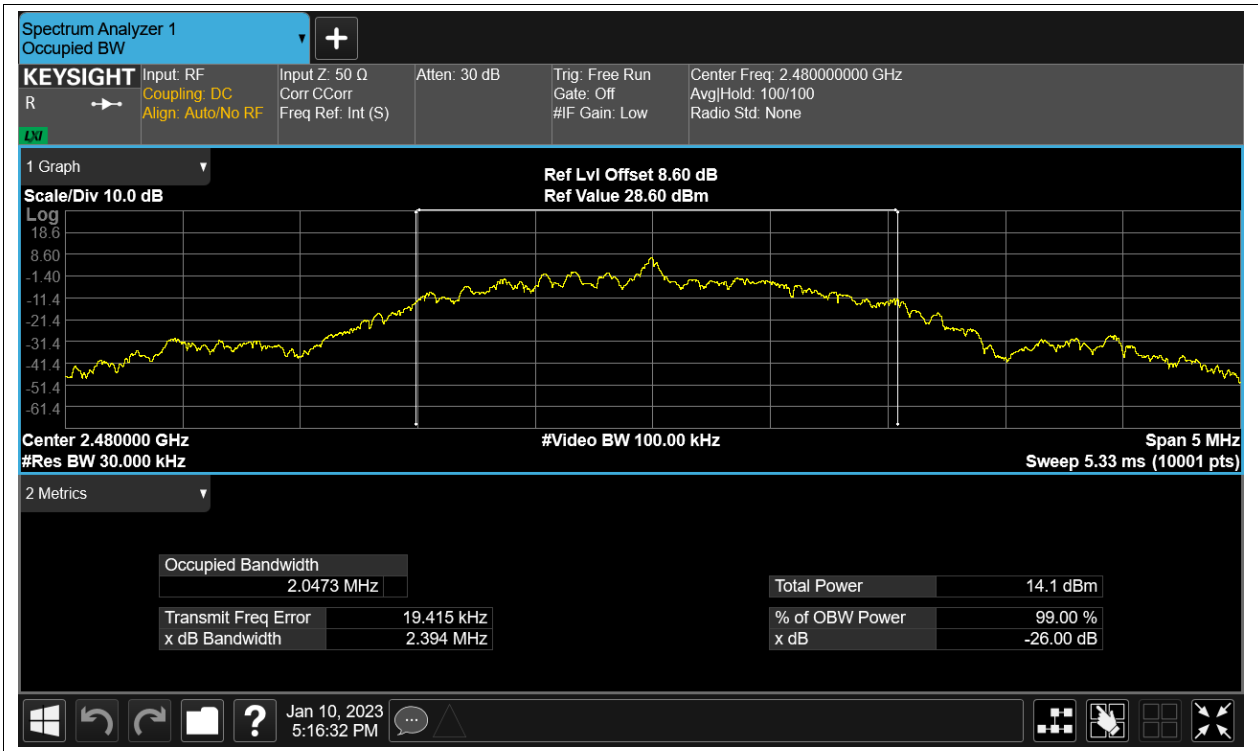 Spectrum Analyzer 1
Occupied BW
KEYSIGHT
R
LXI
Input: RF
Coupling: DC
Align: Auto/No RF
Input Z: 50 Ω
Corr CCorr
Freq Ref: Int (S)
Atten: 30 dB
Trig: Free Run
Gate: Off
#IF Gain: Low
Center Freq: 2.480000000 GHz
Avg|Hold: 100/100
Radio Std: None
1 Graph
Scale/Div 10.0 dB
Ref Lvl Offset 8.60 dB
Ref Value 28.60 dBm
Log
18.6
8.60
-1.40
-11.4
-21.4
-31.4
-41.4
-51.4
-61.4
Center 2.480000 GHz
#Video BW 100.00 kHz
Span 5 MHz
#Res BW 30.000 kHz
Sweep 5.33 ms (10001 pts)
2 Metrics
Occupied Bandwidth
2.0473 MHz
Transmit Freq Error 19.415 kHz
x dB Bandwidth 2.394 MHz
Total Power 14.1 dBm
% of OBW Power 99.00 %
x dB -26.00 dB
?
Jan 10, 2023
5:16:32 PM